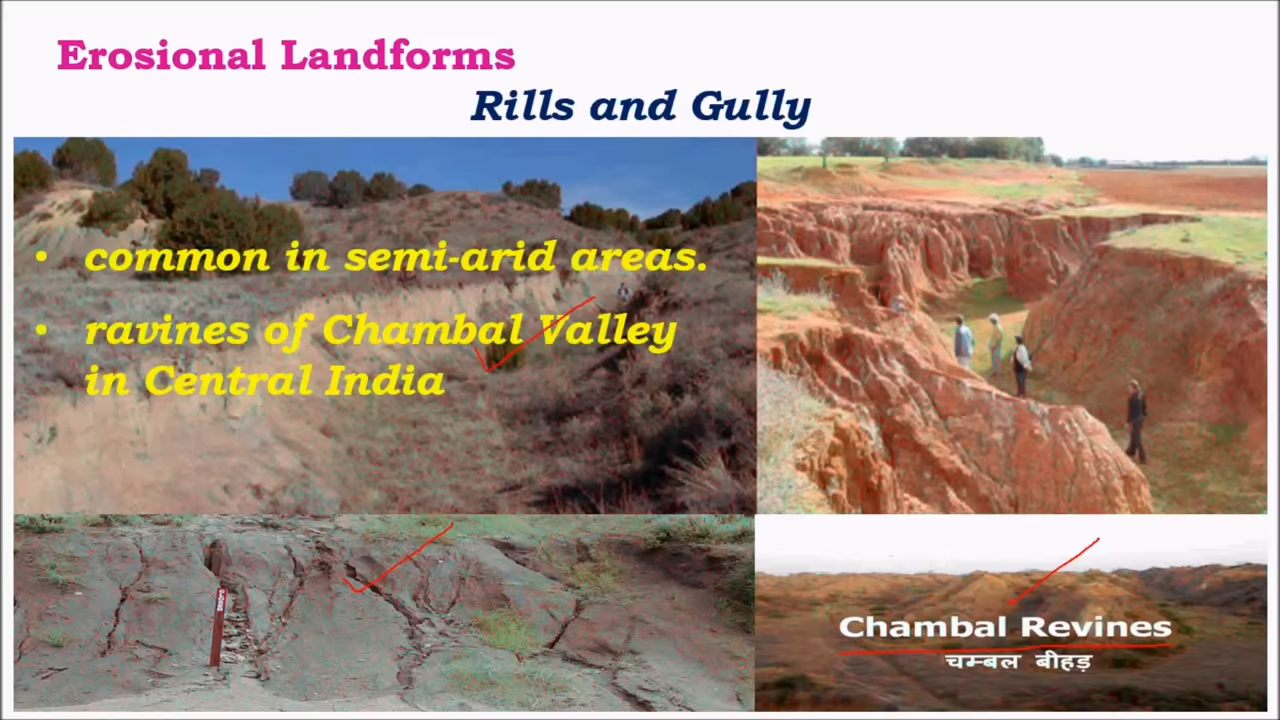 Erosional Landforms
Rills and Gully
• common in semi-arid areas.
• ravines of Chambal Valley
in Central India
Chambal Revines
चम्बल बीहड़